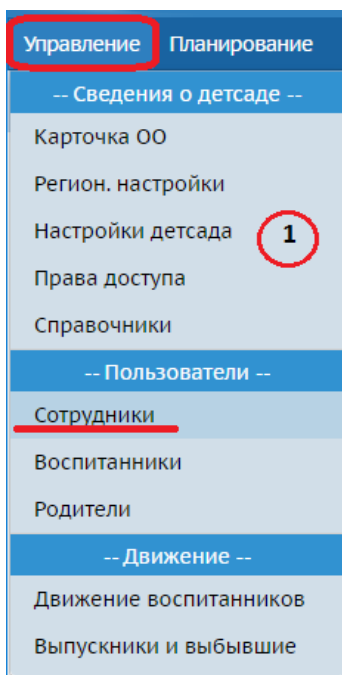 Управление Планирование
-- Сведения о детсаде --
Карточка ОО
Регион. настройки
Настройки детсада 1
Права доступа
Справочники
-- Пользователи --
Сотрудники
Воспитанники
Родители
-- Движение --
Движение воспитанников
Выпускники и выбывшие